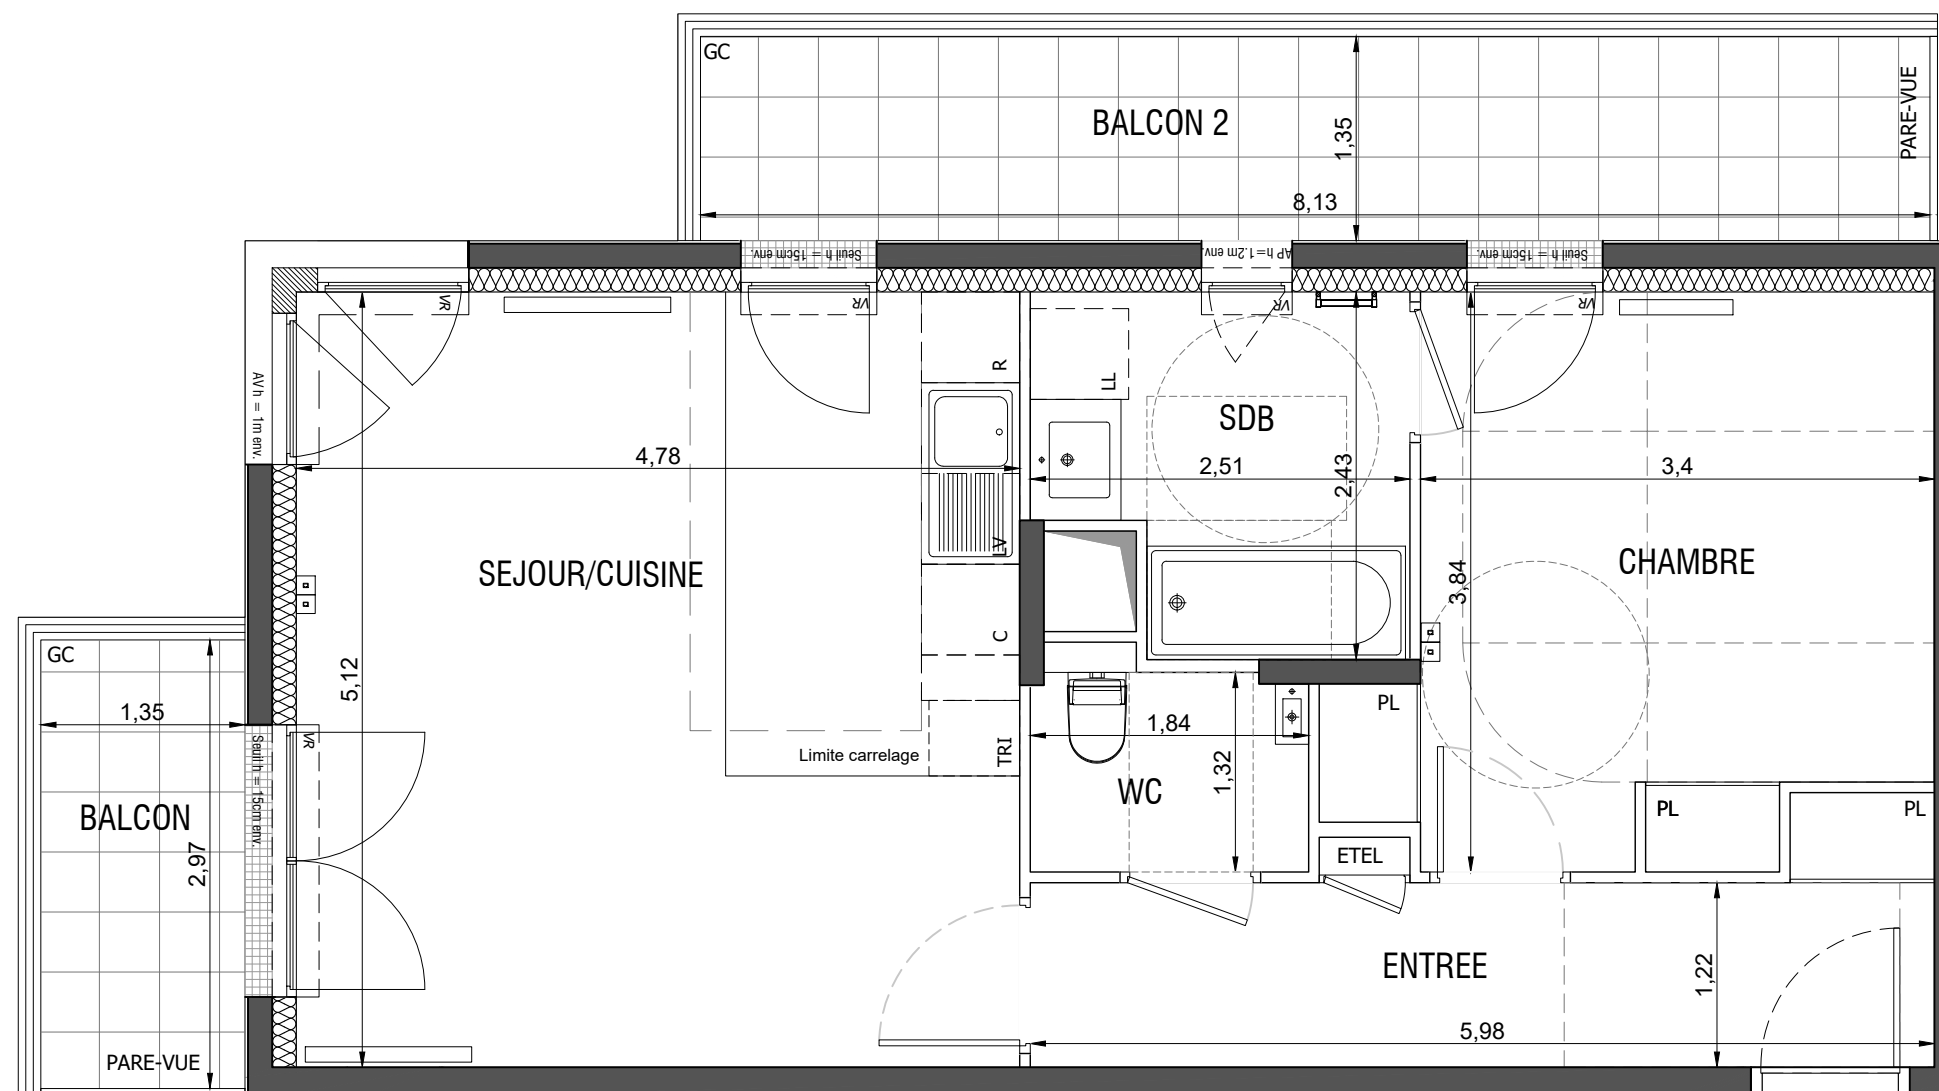 GC
BALCON 2
PARE-VUE
1,35
8,13
Seuil h = 15cm env.
AP h=1.2m env.
Seuil h = 15cm env.
VR
VR
VR
VR
AV h = 1m env.
R
LL
SDB
4,78
2,51
2,43
3,4
SEJOUR/CUISINE
LV
CHAMBRE
3,84
C
GC
5,12
1,35
PL
1,84
VR
Seuil h = 15cm env.
Limite carrelage
TRI
WC
1,32
BALCON
2,97
PL
PL
ETEL
ENTREE
1,22
5,98
PARE-VUE